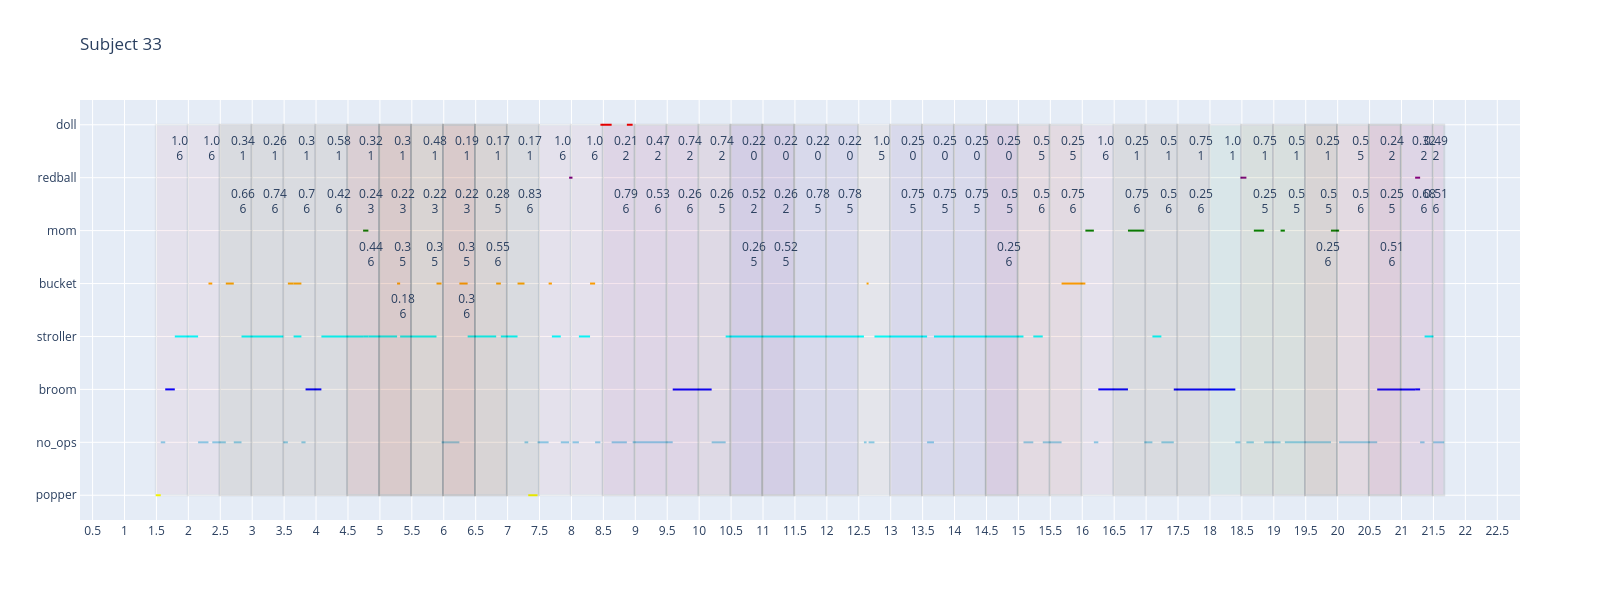 Subject 33
doll
1.0 1.0 0.34 0.26 0.3 0.58 0.32 0.3 0.48 0.19 0.17 0.17 1.0 1.0 0.21 0.47 0.74 0.74 0.22 0.22 0.22 0.22 1.0 0.25 0.25 0.25 0.25 0.5 0.25 1.0 0.25 0.5 0.75 1.0 0.75 0.5 0.25 0.5 0.24 0.49
6 6 1 1 1 1 1 1 1 1 1 1 6 6 2 2 2 2 0 0 0 0 5 0 0 0 0 5 5 6 1 1 1 1 1 1 1 5 2 2 2
redball
0.66 0.74 0.7 0.42 0.24 0.22 0.22 0.22 0.28 0.83 0.79 0.53 0.26 0.26 0.52 0.26 0.78 0.78 0.75 0.75 0.75 0.5 0.5 0.75 0.75 0.5 0.25 0.25 0.5 0.5 0.5 0.25 0.68 0.51
6 6 6 6 3 3 3 3 5 6 6 6 6 5 2 2 5 5 5 5 5 5 6 6 6 6 6 5 5 5 6 5 6 6
mom
0.44 0.3 0.3 0.3 0.55 0.26 0.52 0.25 0.25 0.51
6 5 5 5 6 5 5 6 6 6
bucket
0.18 0.3
6 6
stroller
broom
no_ops
popper
0.5 1 1.5 2 2.5 3 3.5 4 4.5 5 5.5 6 6.5 7 7.5 8 8.5 9 9.5 10 10.5 11 11.5 12 12.5 13 13.5 14 14.5 15 15.5 16 16.5 17 17.5 18 18.5 19 19.5 20 20.5 21 21.5 22 22.5